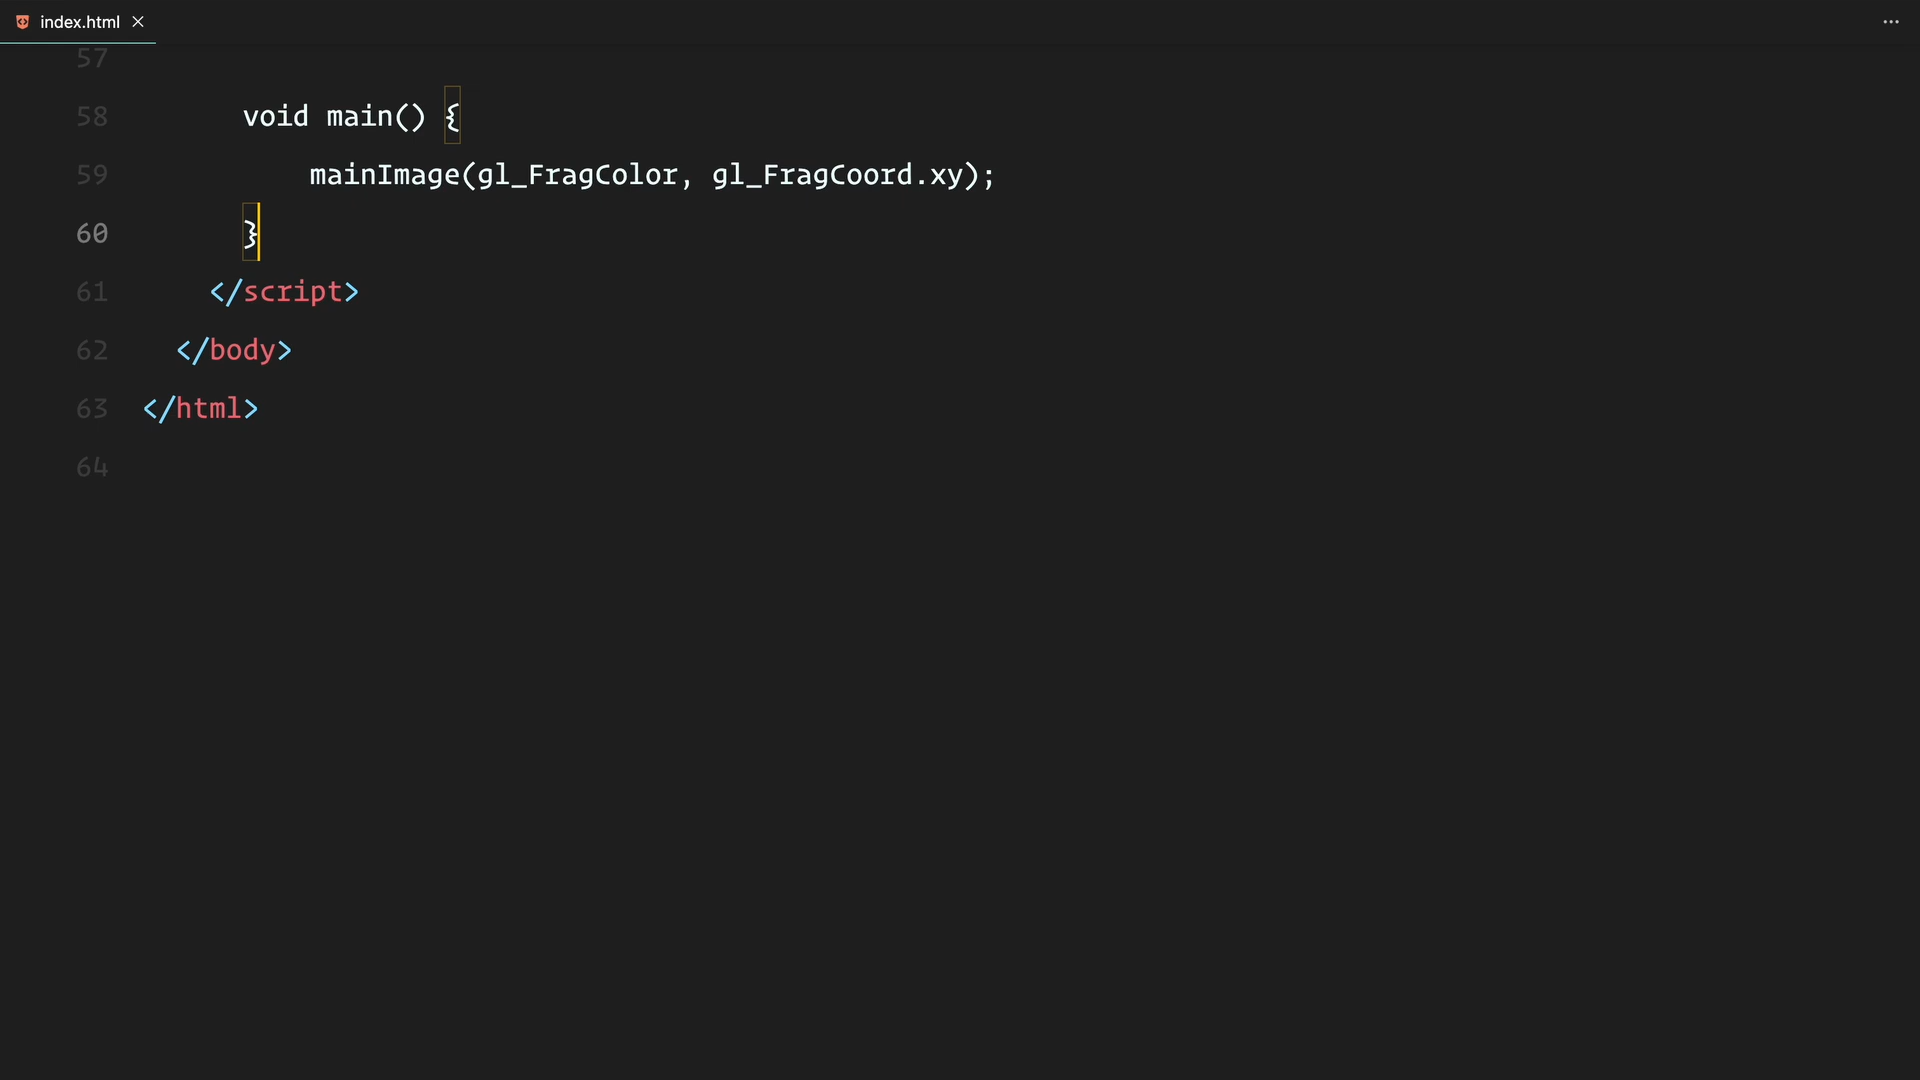 index.html
57
58 void main() {
59 mainImage(gl_FragColor, gl_FragCoord.xy);
60 }
61 </script>
62 </body>
63 </html>
64